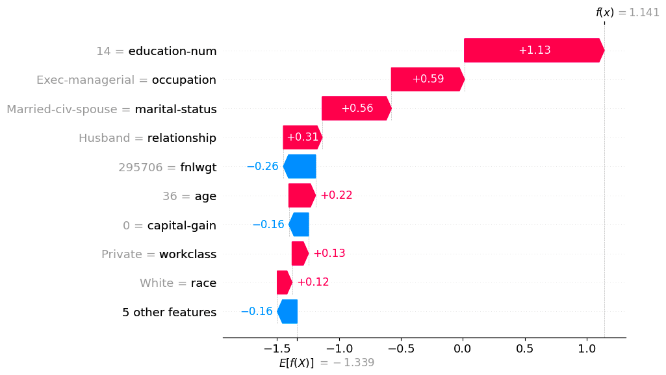 f(x) = 1.141
14 = education-num
+1.13
Exec-managerial = occupation
+0.59
Married-civ-spouse = marital-status
+0.56
Husband = relationship
+0.31
295706 = fnlwgt
−0.26
36 = age
+0.22
0 = capital-gain
−0.16
Private = workclass
+0.13
White = race
+0.12
5 other features
−0.16
−1.5 −1.0 −0.5 0.0 0.5 1.0
E[f(X)] = −1.339